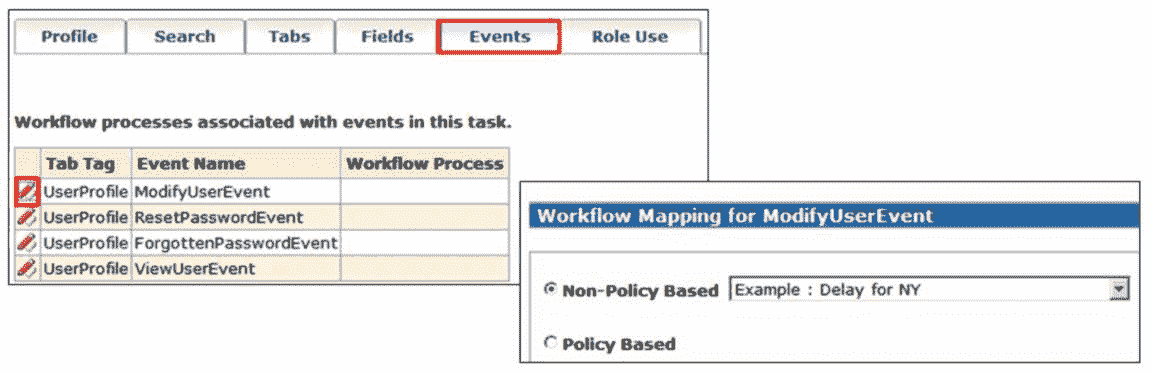 Profile Search Tabs Fields Events Role Use
Workflow processes associated with events in this task.
Tab Tag Event Name Workflow Process
UserProfile ModifyUserEvent
UserProfile ResetPasswordEvent
UserProfile ForgottenPasswordEvent
UserProfile ViewUserEvent
Workflow Mapping for ModifyUserEvent
Non-Policy Based Example : Delay for NY
Policy Based